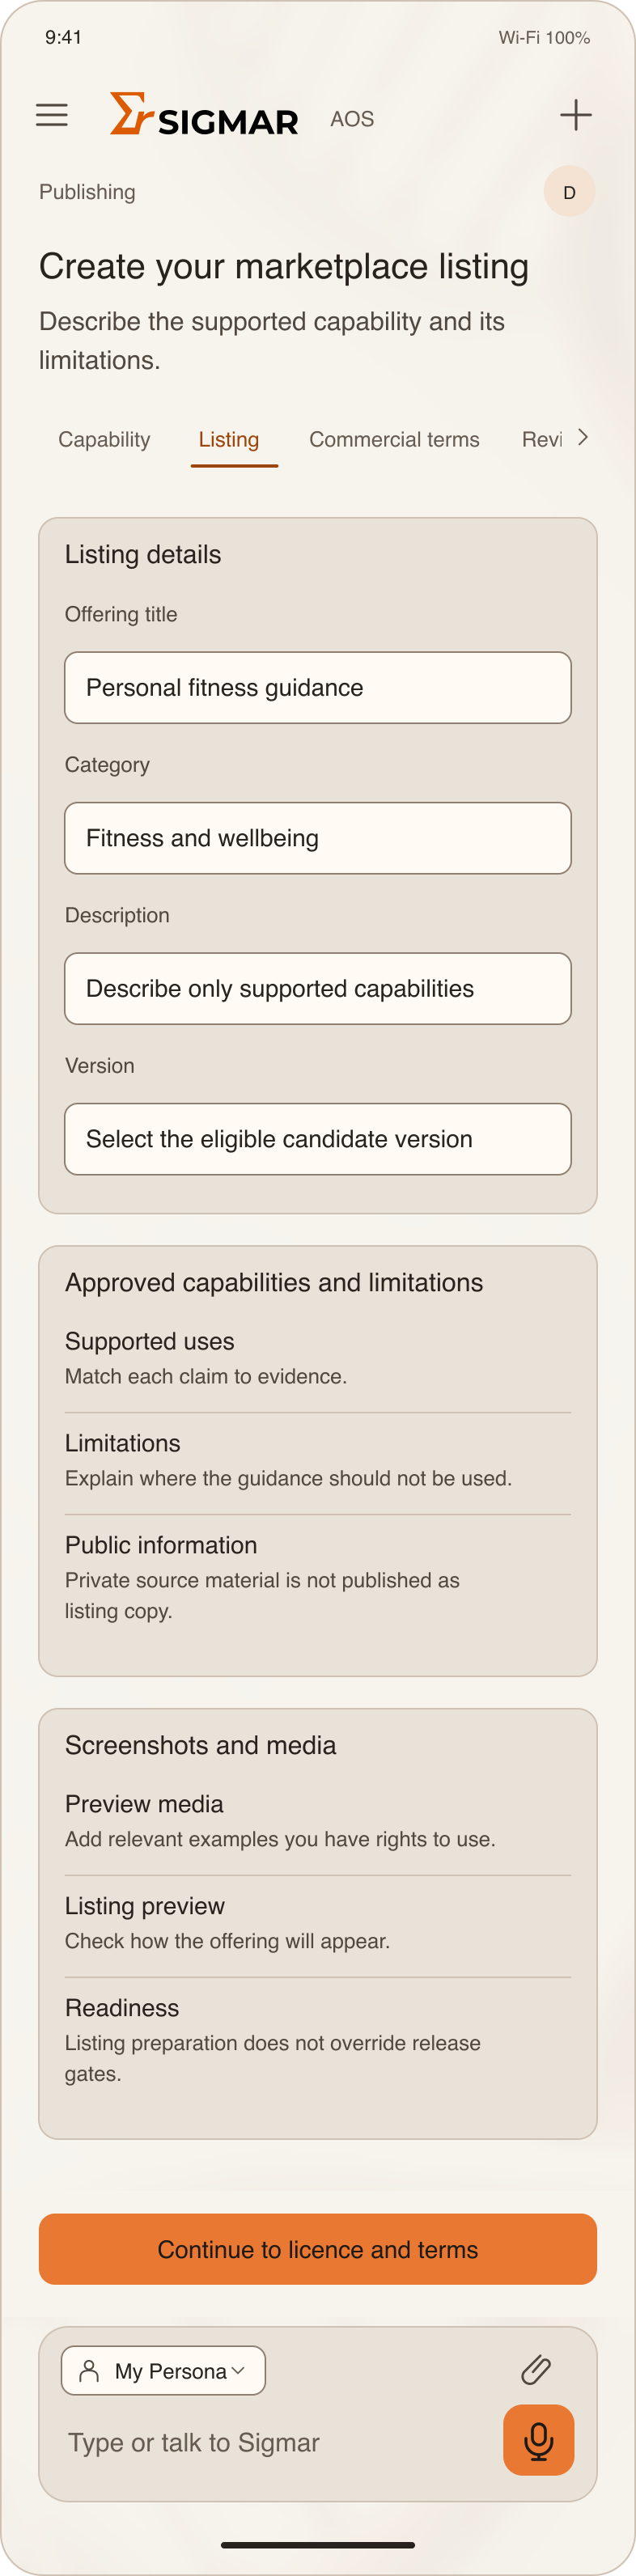 9:41
Wi-Fi 100%
Σr SIGMAR
AOS
Publishing
D
Create your marketplace listing
Describe the supported capability and its
limitations.
Capability
Listing
Commercial terms
Revi
Listing details
Offering title
Personal fitness guidance
Category
Fitness and wellbeing
Description
Describe only supported capabilities
Version
Select the eligible candidate version
Approved capabilities and limitations
Supported uses
Match each claim to evidence.
Limitations
Explain where the guidance should not be used.
Public information
Private source material is not published as
listing copy.
Screenshots and media
Preview media
Add relevant examples you have rights to use.
Listing preview
Check how the offering will appear.
Readiness
Listing preparation does not override release
gates.
Continue to licence and terms
My Persona
Type or talk to Sigmar